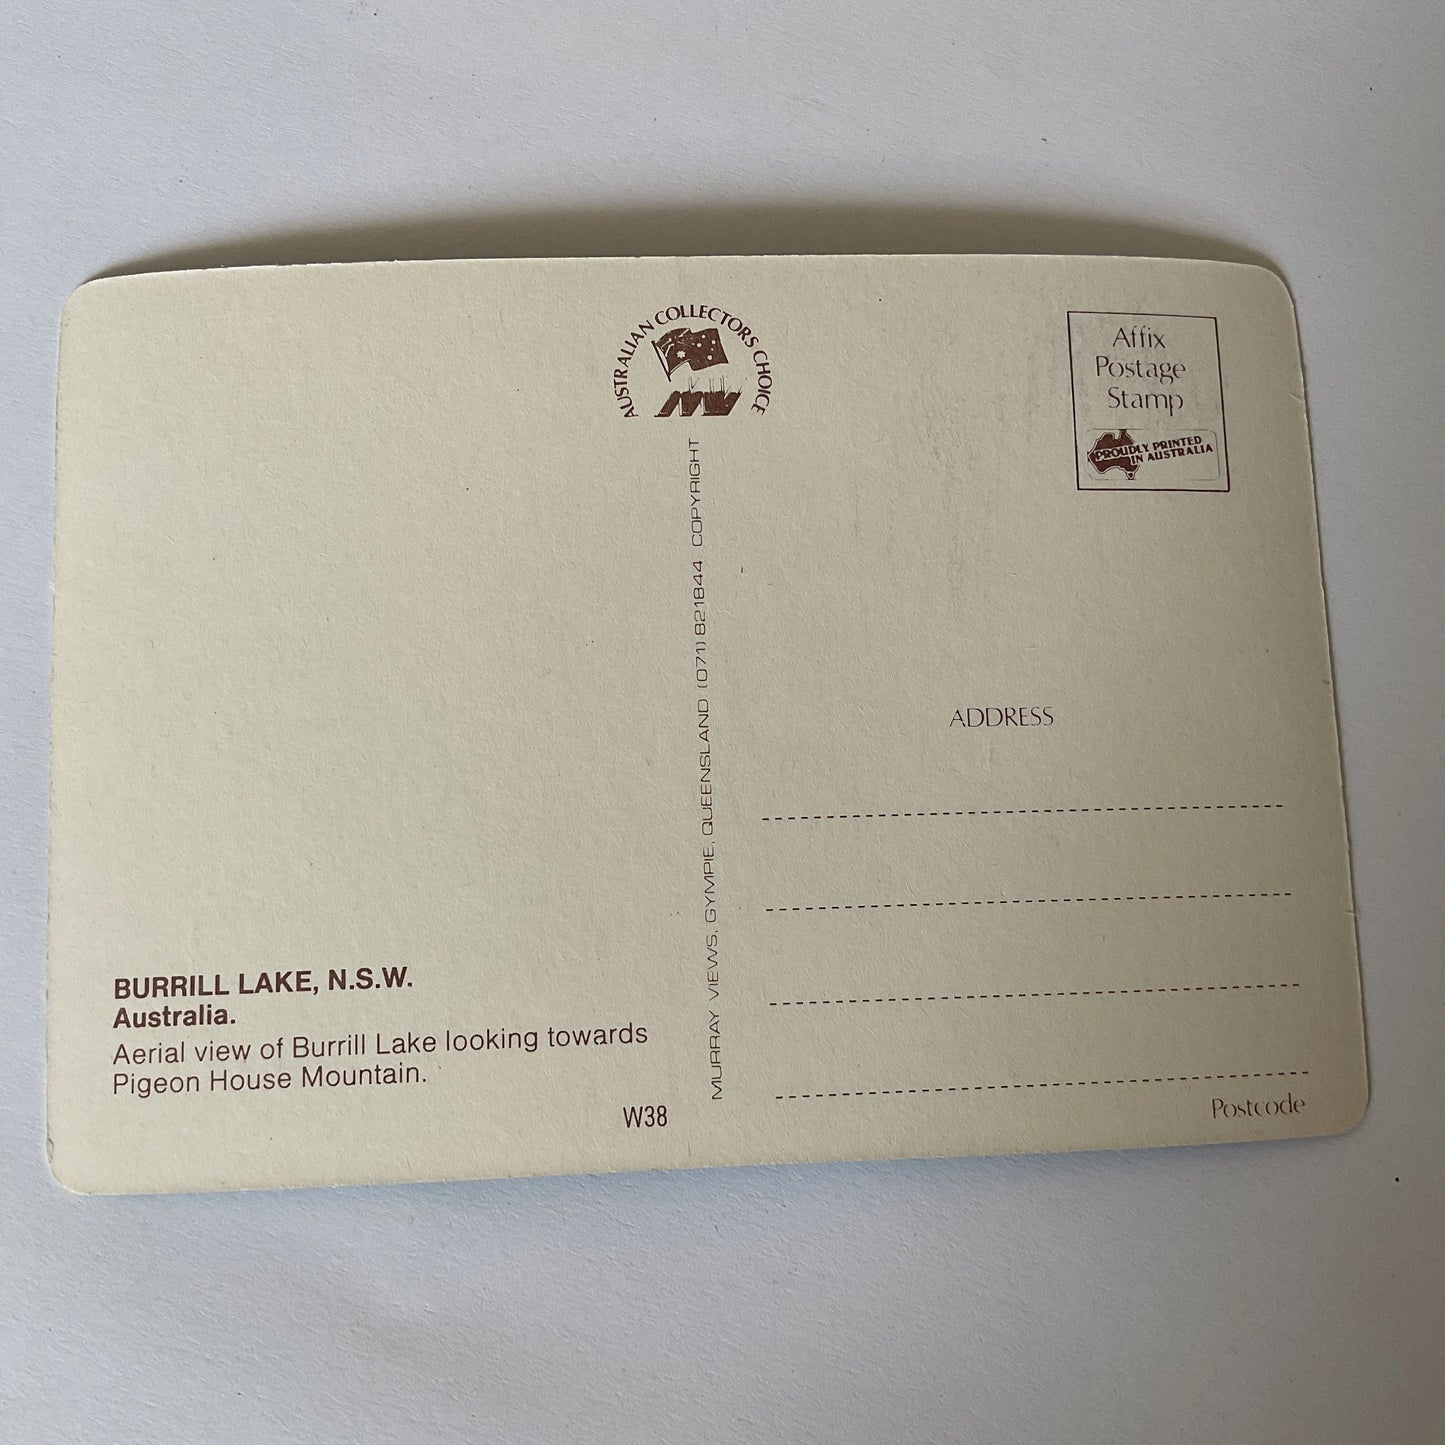 AUSTRALIAN COLLECTORS CHOICE
Affix
Postage
Stamp
PROUDLY PRINTED
IN AUSTRALIA
MURRAY VIEWS, GYMPIE, QUEENSLAND (071) 821844 COPYRIGHT
ADDRESS
BURRILL LAKE, N.S.W.
Australia.
Aerial view of Burrill Lake looking towards
Pigeon House Mountain.
W38
Postcode